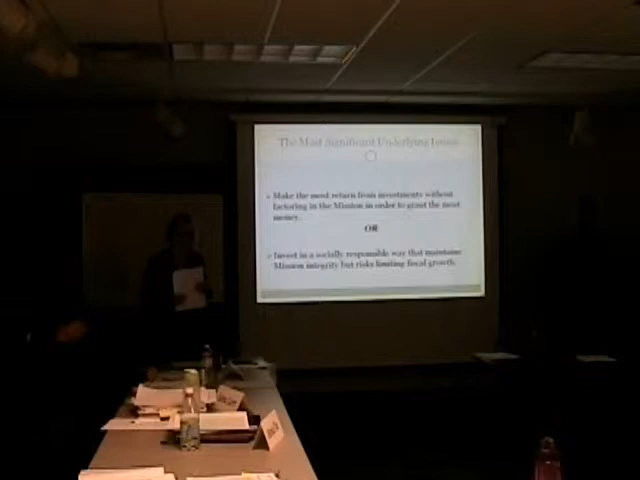 The Most Significant Underlying Issues
Make the most return from investments without
factoring in the Mission in order to grant the most
money.
OR
Invest in a socially responsible way that maintains
Mission integrity but risks limiting fiscal growth.